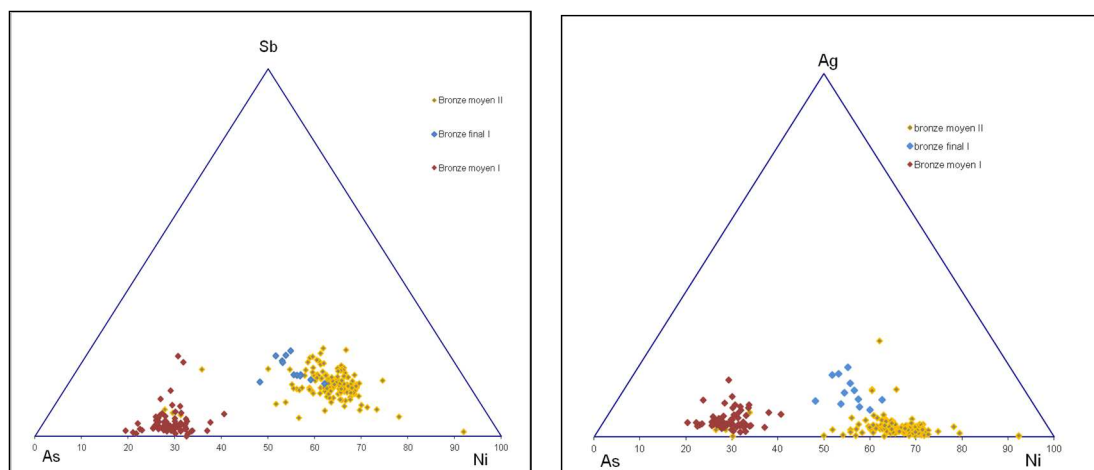 Sb
Bronze moyen II
Bronze final I
Bronze moyen I
0 10 20 30 40 50 60 70 80 90 100
As Ni
Ag
bronze moyen II
bronze final I
Bronze moyen I
0 10 20 30 40 50 60 70 80 90 100
As Ni